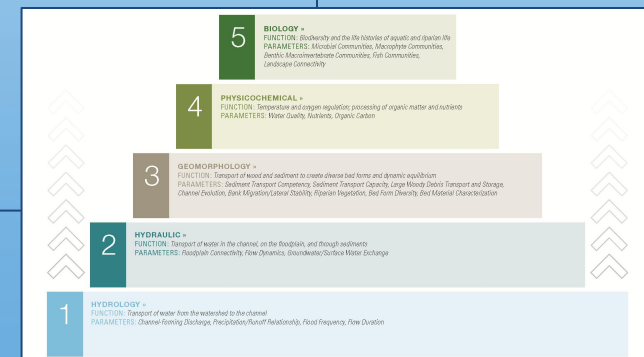 5
BIOLOGY »
FUNCTION: Biodiversity and the life histories of aquatic and riparian life
PARAMETERS: Microbial Communities, Macrophyte Communities,
Benthic Macroinvertebrate Communities, Fish Communities,
Landscape Connectivity
4
PHYSICOCHEMICAL »
FUNCTION: Temperature and oxygen regulation; processing of organic matter and nutrients
PARAMETERS: Water Quality, Nutrients, Organic Carbon
3
GEOMORPHOLOGY »
FUNCTION: Transport of wood and sediment to create diverse bed forms and dynamic equilibrium
PARAMETERS: Sediment Transport Competency, Sediment Transport Capacity, Large Woody Debris Transport and Storage,
Channel Evolution, Bank Migration/Lateral Stability, Riparian Vegetation, Bed Form Diversity, Bed Material Characterization
2
HYDRAULIC »
FUNCTION: Transport of water in the channel, on the floodplain, and through sediments
PARAMETERS: Floodplain Connectivity, Flow Dynamics, Groundwater/Surface Water Exchange
1
HYDROLOGY »
FUNCTION: Transport of water from the watershed to the channel
PARAMETERS: Channel-Forming Discharge, Precipitation/Runoff Relationship, Flood Frequency, Flow Duration